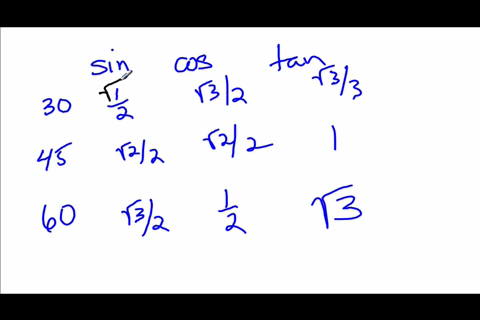 sin cos tan
30 √1/2 √3/2 √3/3
45 √2/2 √2/2 1
60 √3/2 1/2 √3